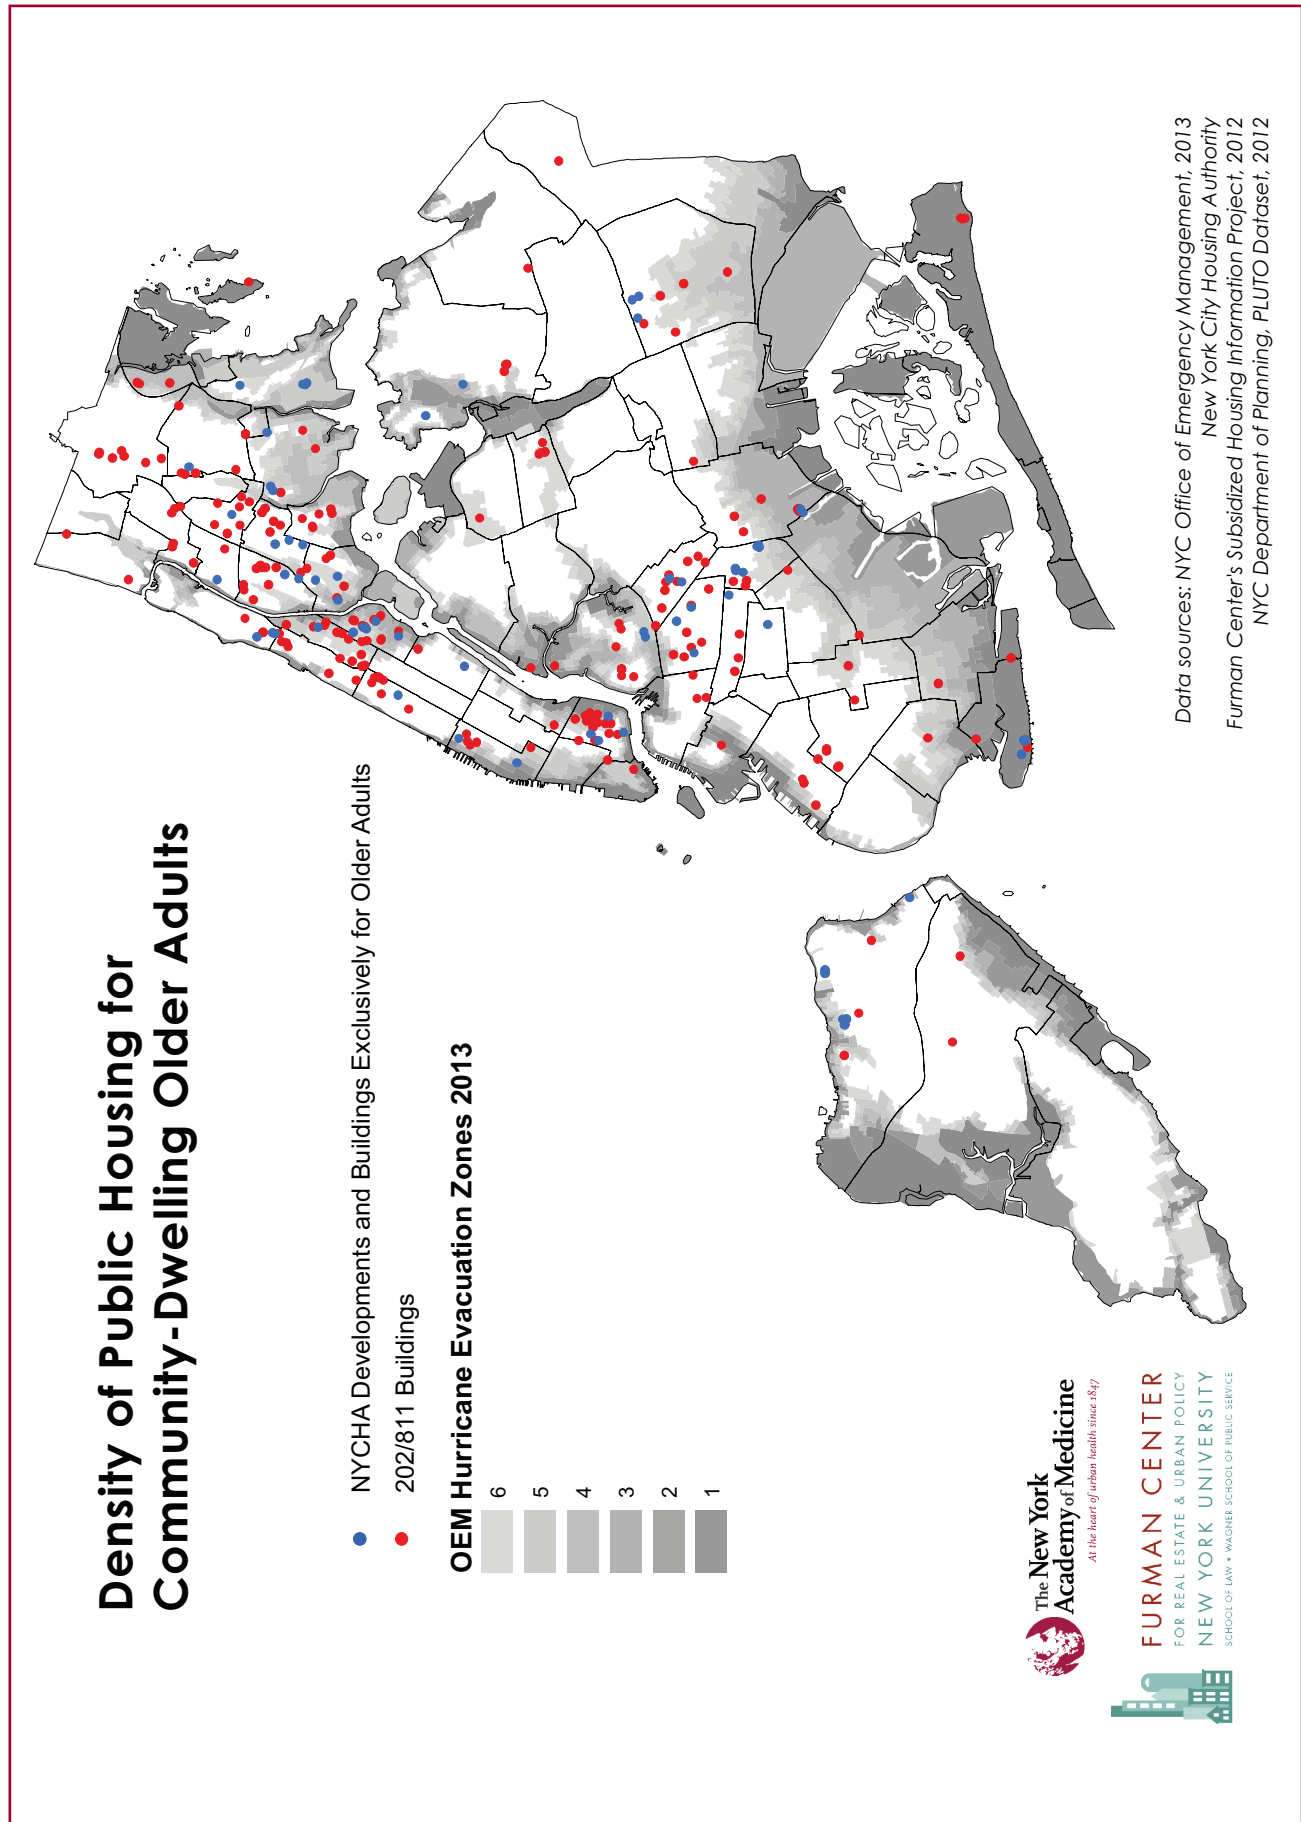 Density of Public Housing for
Community-Dwelling Older Adults
NYCHA Developments and Buildings Exclusively for Older Adults
202/811 Buildings
OEM Hurricane Evacuation Zones 2013
6
5
4
3
2
1
The New York
Academy of Medicine
At the heart of urban health since 1847
FURMAN CENTER
FOR REAL ESTATE & URBAN POLICY
NEW YORK UNIVERSITY
SCHOOL OF LAW • WAGNER SCHOOL OF PUBLIC SERVICE
Data sources: NYC Office of Emergency Management, 2013
New York City Housing Authority
Furman Center's Subsidized Housing Information Project, 2012
NYC Department of Planning, PLUTO Dataset, 2012